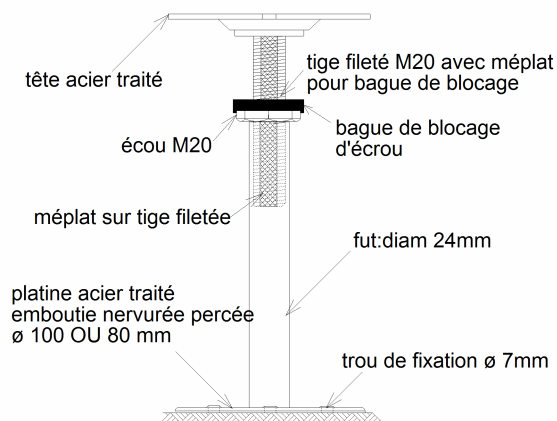 tige fileté M20 avec méplat
pour bague de blocage
tête acier traité
bague de blocage
d'écrou
écou M20
méplat sur tige filetée
fut:diam 24mm
platine acier traité
emboutie nervurée percée
ø 100 OU 80 mm
trou de fixation ø 7mm